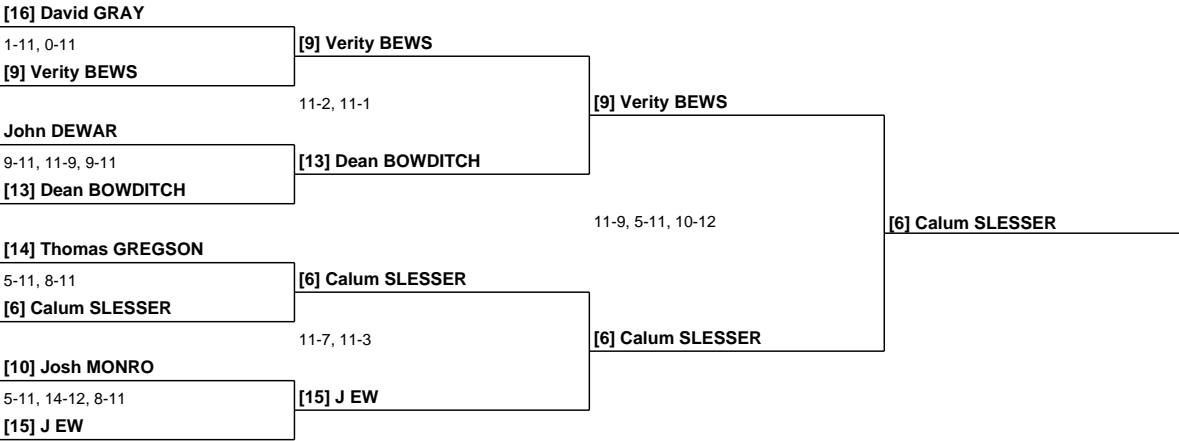 [16] David GRAY
1-11, 0-11
[9] Verity BEWS
[9] Verity BEWS
11-2, 11-1
[9] Verity BEWS
John DEWAR
9-11, 11-9, 9-11
[13] Dean BOWDITCH
[13] Dean BOWDITCH
11-9, 5-11, 10-12
[6] Calum SLESSER
[14] Thomas GREGSON
5-11, 8-11
[6] Calum SLESSER
[6] Calum SLESSER
11-7, 11-3
[6] Calum SLESSER
[10] Josh MONRO
5-11, 14-12, 8-11
[15] J EW
[15] J EW